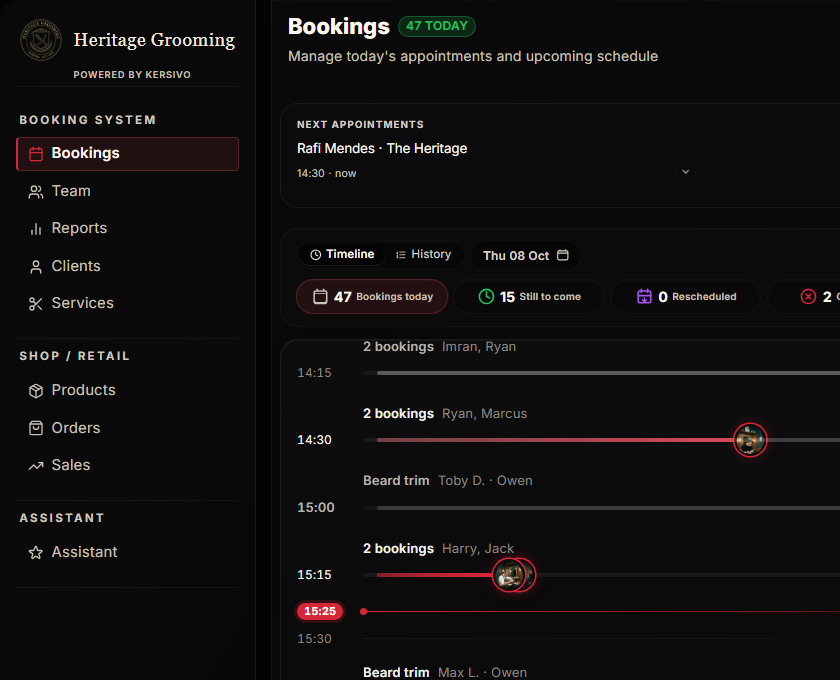 Heritage Grooming
POWERED BY KERSIVO
BOOKING SYSTEM
Bookings
Team
Reports
Clients
Services
SHOP / RETAIL
Products
Orders
Sales
ASSISTANT
Assistant
Bookings 47 TODAY
Manage today's appointments and upcoming schedule
NEXT APPOINTMENTS
Rafi Mendes · The Heritage
14:30 · now
Timeline History Thu 08 Oct
47 Bookings today 15 Still to come 0 Rescheduled 2
2 bookings Imran, Ryan
14:15
2 bookings Ryan, Marcus
14:30
Beard trim Toby D. · Owen
15:00
2 bookings Harry, Jack
15:15
15:25
15:30
Beard trim Max L. · Owen